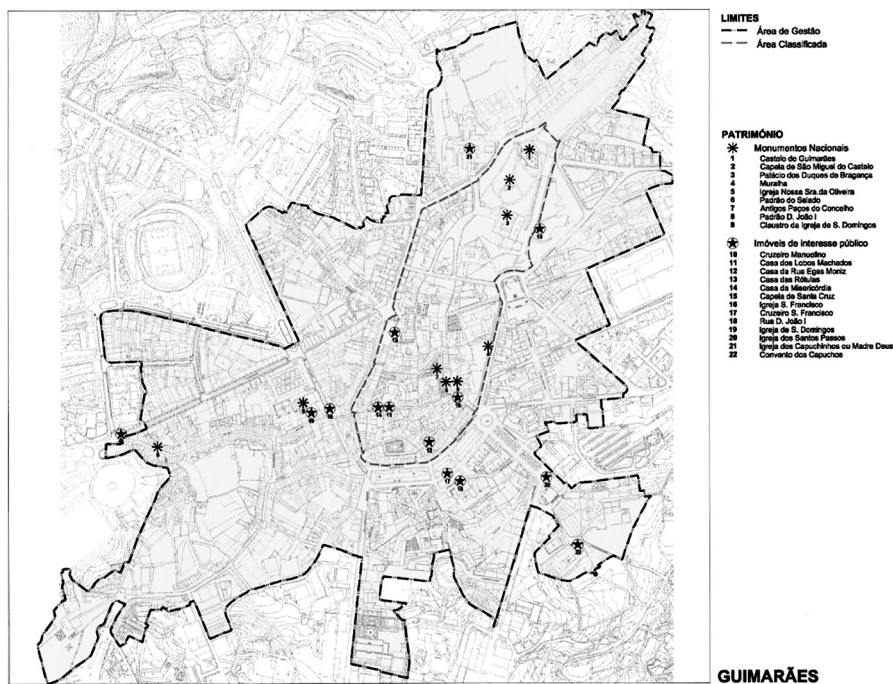 LIMITES
Área de Gestão
Área Classificada
PATRIMÓNIO
Monumentos Nacionais
1 Castelo de Guimarães
2 Capela de São Miguel do Castelo
3 Palácio dos Duques de Bragança
4 Muralha
5 Igreja Nossa Sra.da Oliveira
6 Padrão do Salado
7 Antigos Paços do Concelho
8 Padrão D. João I
9 Claustro da Igreja de S. Domingos
Imóveis de interesse público
10 Cruzeiro Manuelino
11 Casa dos Lobos Machados
12 Casa da Rua Egas Moniz
13 Casa das Rótulas
14 Casa da Misericórdia
15 Capela de Santa Cruz
16 Igreja S. Francisco
17 Cruzeiro S. Francisco
18 Rua D. João I
19 Igreja de S. Domingos
20 Igreja dos Santos Passos
21 Igreja dos Capuchinhos ou Madre Deus
22 Convento dos Capuchos
GUIMARÃES